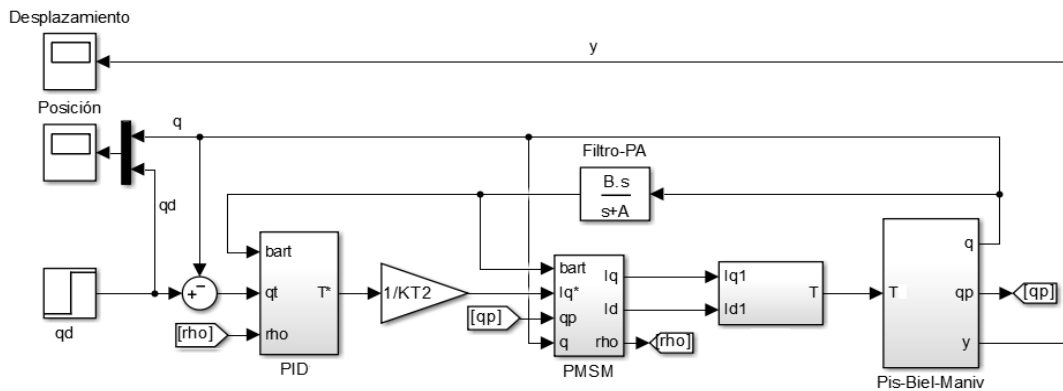 Desplazamiento
y
Posición
q
Filtro-PA
B.s
s+A
qd
bart
qt
rho
T*
PID
[rho]
qd
1/KT2
[qp]
bart
Iq*
qp
q
Iq
Id
rho
PMSM
[rho]
Iq1
Id1
T
T
q
qp
y
Pis-Biel-Maniv
[qp]